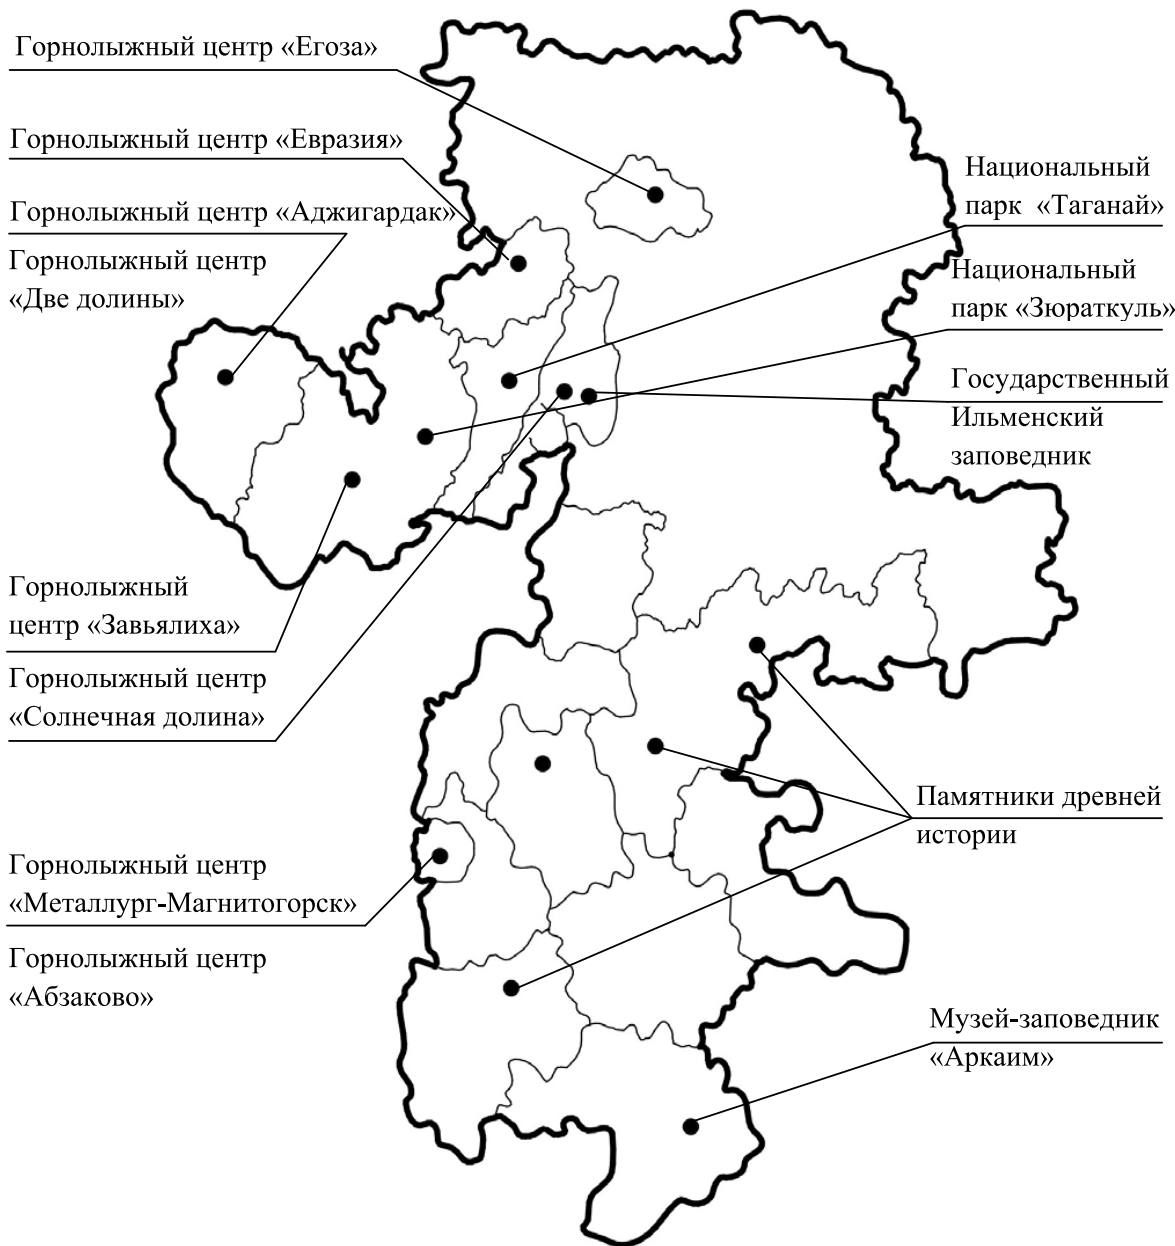 Горнолыжный центр «Егоза»
Горнолыжный центр «Евразия»
Горнолыжный центр «Аджигардак»
Горнолыжный центр
«Две долины»
Национальный
парк «Таганай»
Национальный
парк «Зюраткуль»
Государственный
Ильменский
заповедник
Горнолыжный
центр «Завьялиха»
Горнолыжный центр
«Солнечная долина»
Памятники древней
истории
Горнолыжный центр
«Металлург-Магнитогорск»
Горнолыжный центр
«Абзаково»
Музей-заповедник
«Аркаим»